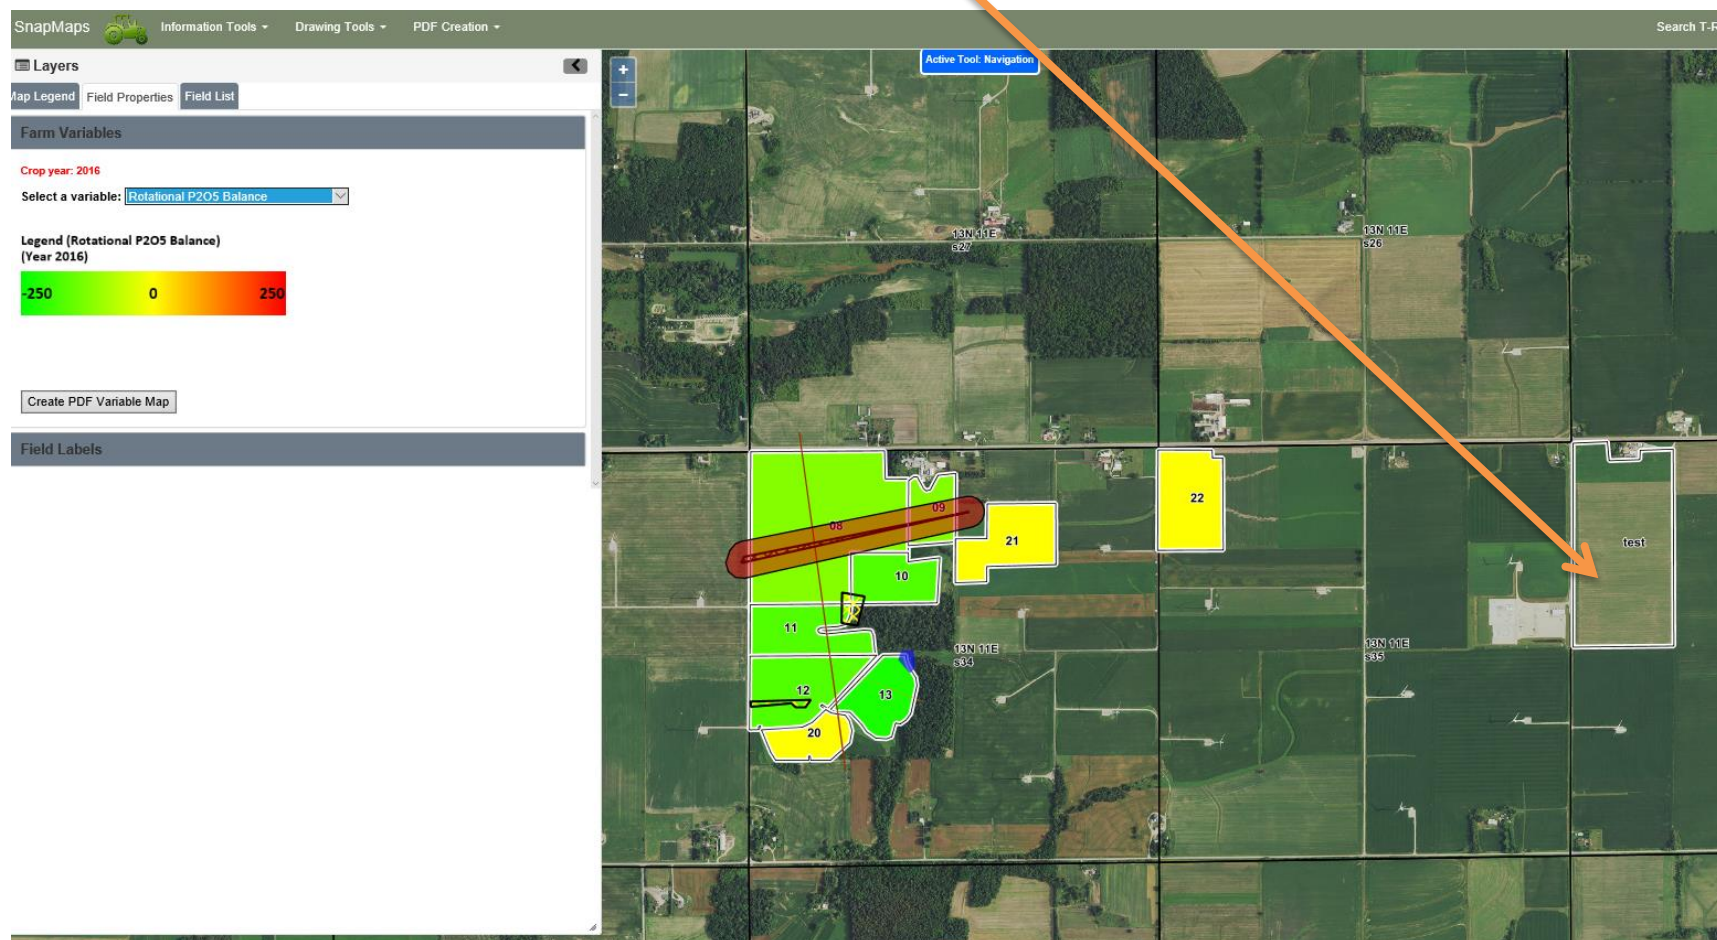 SnapMaps Information Tools Drawing Tools PDF Creation Search T-R
Layers
Map Legend Field Properties Field List
Farm Variables
Crop year: 2016
Select a variable: Rotational P2O5 Balance
Legend (Rotational P2O5 Balance)
(Year 2016)
-250 0 250
Create PDF Variable Map
Field Labels
+
-
Active Tool: Navigation
13N 11E
s27
13N 11E
s26
08
09
21
22
test
10
11
13N 11E
s34
13N 11E
s35
12
13
20